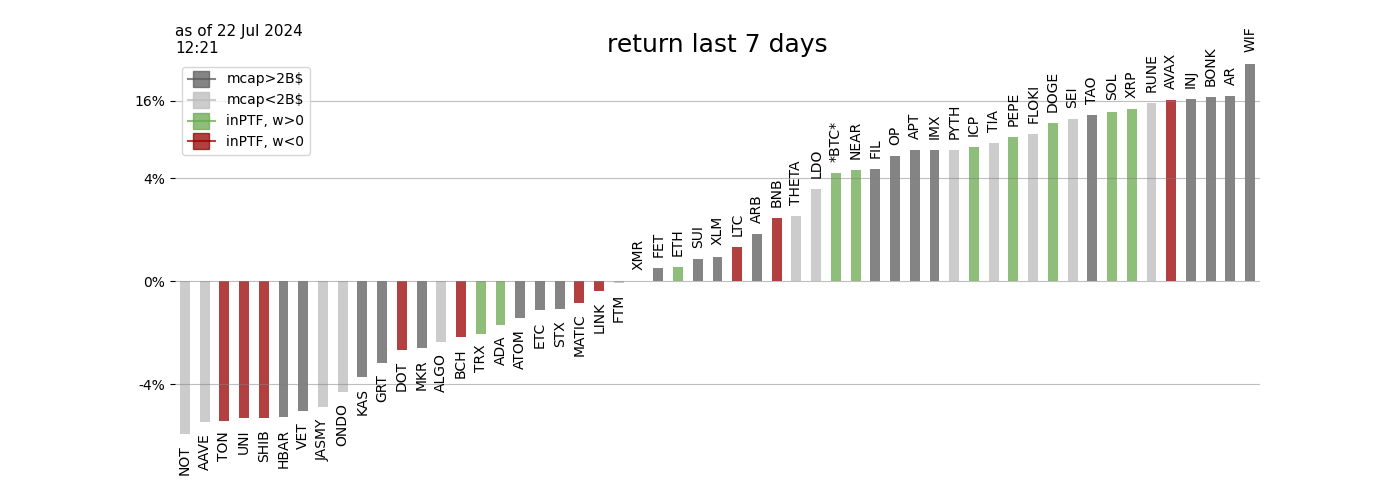 as of 22 Jul 2024
12:21
return last 7 days
mcap>2B$
mcap<2B$
inPTF, w>0
inPTF, w<0
16%
4%
0%
-4%
NOT
AAVE
TON
UNI
SHIB
HBAR
VET
JASMY
ONDO
KAS
GRT
DOT
MKR
ALGO
BCH
TRX
ADA
ATOM
ETC
STX
MATIC
LINK
FTM
XMR
FET
ETH
SUI
XLM
LTC
ARB
BNB
THETA
LDO
*BTC*
NEAR
FIL
OP
APT
IMX
PYTH
ICP
TIA
PEPE
FLOKI
DOGE
SEI
TAO
SOL
XRP
RUNE
AVAX
INJ
BONK
AR
WIF